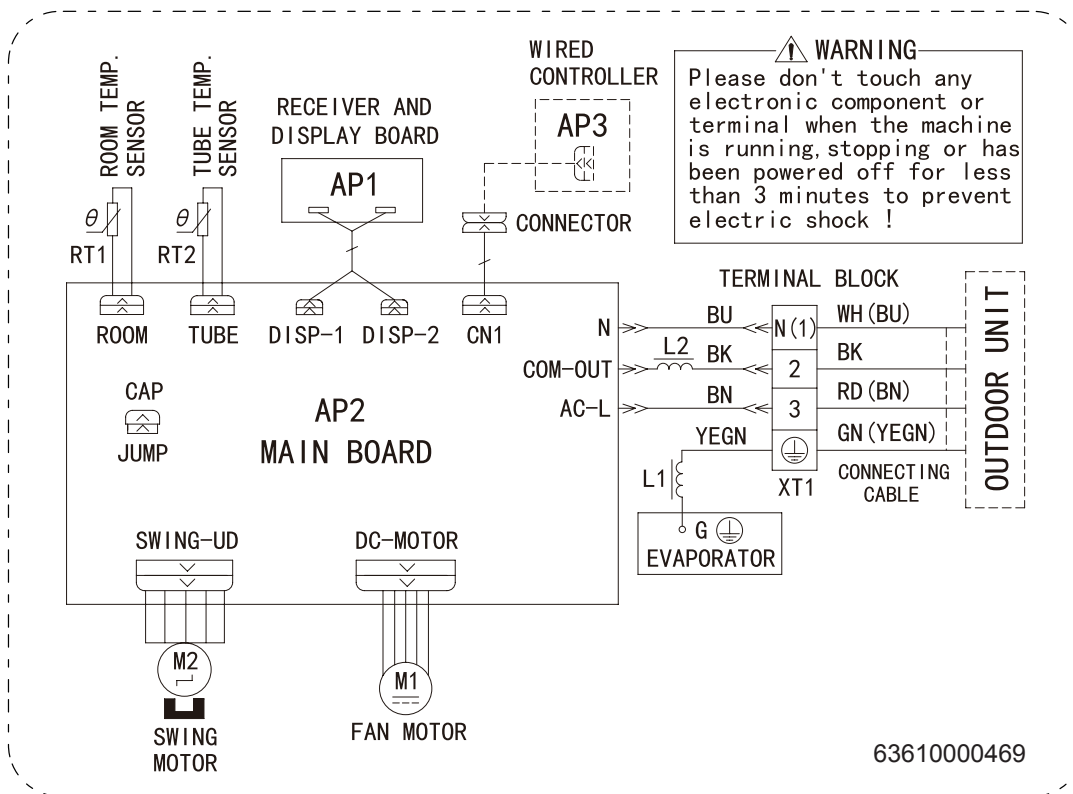 ROOM TEMP.
SENSOR
TUBE TEMP.
SENSOR
RECEIVER AND
DISPLAY BOARD
AP1
WIRED
CONTROLLER
AP3
CONNECTOR
WARNING
Please don't touch any
electronic component or
terminal when the machine
is running,stopping or has
been powered off for less
than 3 minutes to prevent
electric shock !
θ
RT1
θ
RT2
ROOM
TUBE
DISP-1
DISP-2
CN1
CAP
JUMP
AP2
MAIN BOARD
N
COM-OUT
AC-L
L2
BU
BK
BN
YEGN
TERMINAL BLOCK
N(1)
2
3
XT1
WH(BU)
BK
RD(BN)
GN(YEGN)
CONNECTING
CABLE
OUTDOOR UNIT
L1
G
EVAPORATOR
SWING-UD
DC-MOTOR
M2
SWING
MOTOR
M1
FAN MOTOR
63610000469